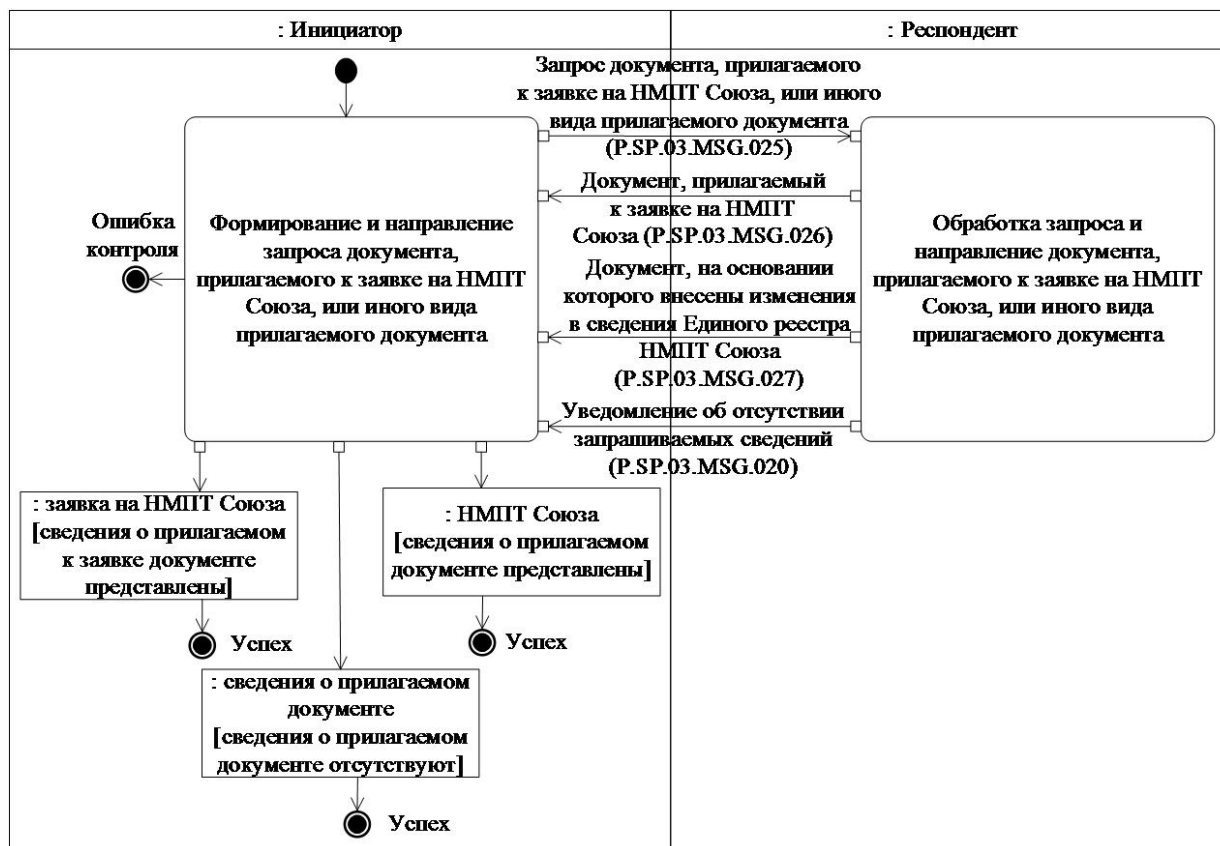 : Инициатор
: Респондент
Запрос документа, прилагаемого
к заявке на НМПТ Союза, или иного
вида прилагаемого документа
(P.SP.03.MSG.025)
Документ, прилагаемый
к заявке на НМПТ
Союза (P.SP.03.MSG.026)
Документ, на основании
которого внесены изменения
в сведения Единого реестра
НМПТ Союза
(P.SP.03.MSG.027)
Уведомление об отсутствии
запрашиваемых сведений
(P.SP.03.MSG.020)
Ошибка
контроля
Формирование и направление
запроса документа,
прилагаемого к заявке на НМПТ
Союза, или иного вида
прилагаемого документа
Обработка запроса и
направление документа,
прилагаемого к заявке на НМПТ
Союза, или иного вида
прилагаемого документа
: заявка на НМПТ Союза
[сведения о прилагаемом
к заявке документе
представлены]
Успех
: НМПТ Союза
[сведения о прилагаемом
документе представлены]
Успех
: сведения о прилагаемом
документе
[сведения о прилагаемом
документе отсутствуют]
Успех